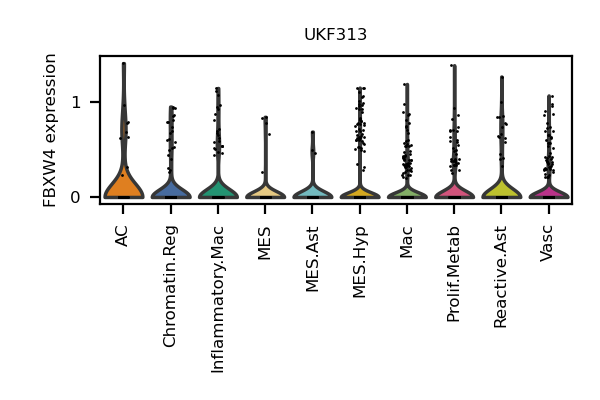 UKF313
FBXW4 expression
1
0
AC
Chromatin.Reg
Inflammatory.Mac
MES
MES.Ast
MES.Hyp
Mac
Prolif.Metab
Reactive.Ast
Vasc